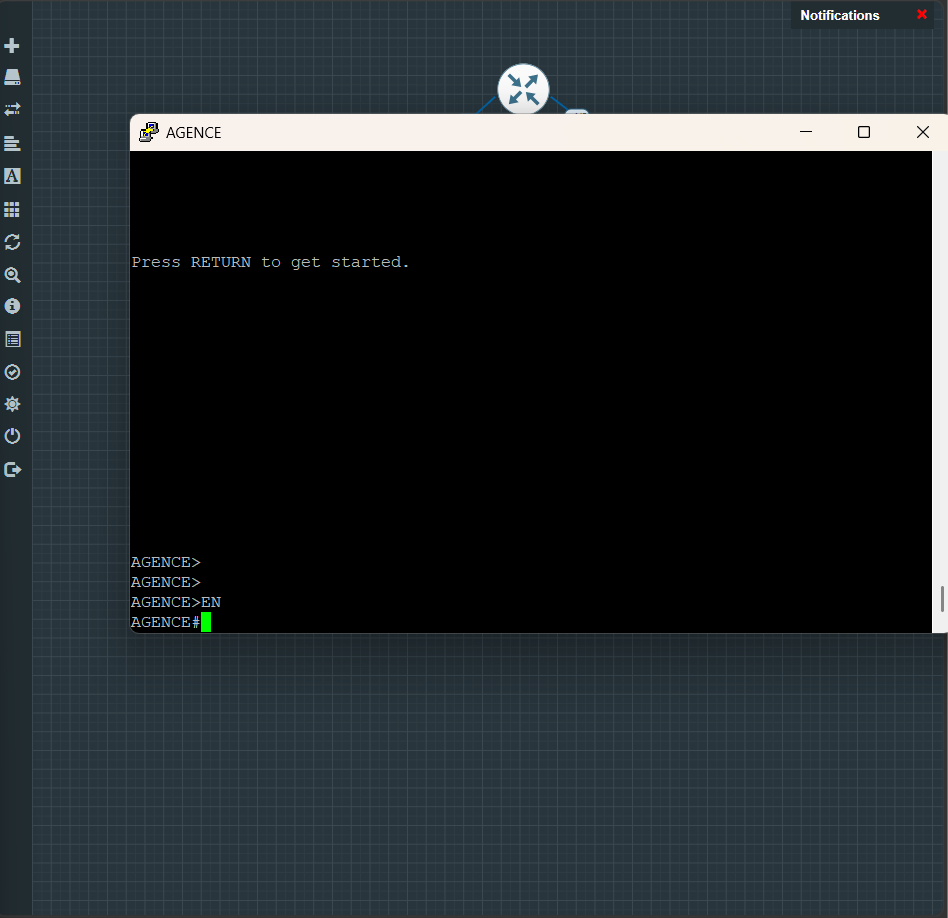 Notifications
AGENCE
Press RETURN to get started.
AGENCE>
AGENCE>
AGENCE>EN
AGENCE#